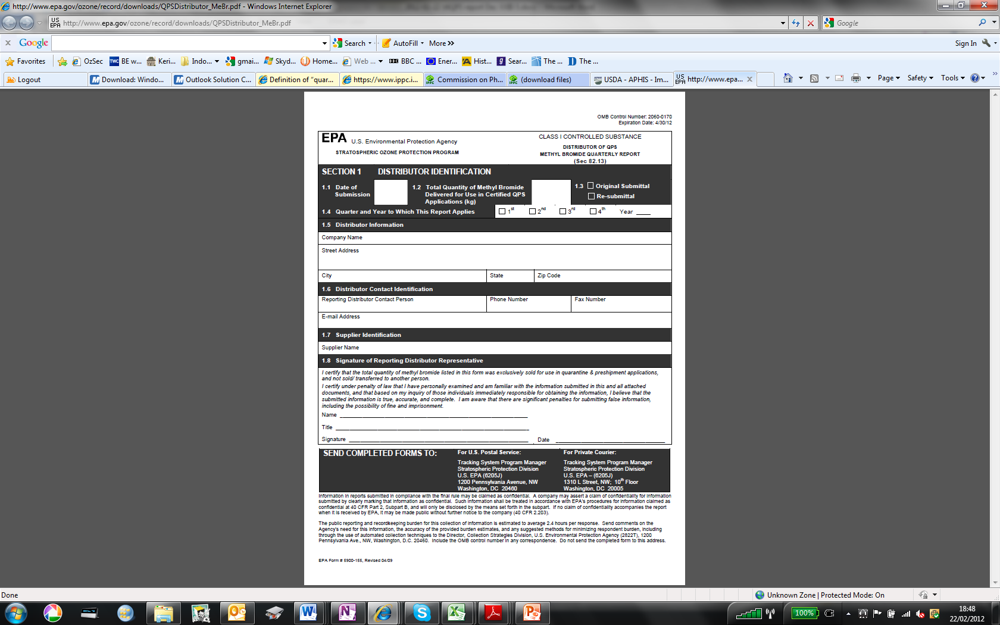 http://www.epa.gov/ozone/record/downloads/QPSDistributor_MeBr.pdf - Windows Internet Explorer
US EPA http://www.epa.gov/ozone/record/downloads/QPSDistributor_MeBr.pdf
Google
Google Search AutoFill More Sign In
Favorites OzSec BE w... Keri... Indo... gmai... Skyd... Home... Web ... BBC ... Ener... Hist... Sear... The ... The ...
Logout Download: Windo... Outlook Solution C... Definition of “quar... https://www.ippc.i... Commission on Ph... (download files) USDA - APHIS - Im... http://www.epa... Page Safety Tools
OMB Control Number: 2060-0170
Expiration Date: 4/30/12
EPA U.S. Environmental Protection Agency
STRATOSPHERIC OZONE PROTECTION PROGRAM
CLASS I CONTROLLED SUBSTANCE
DISTRIBUTOR OF QPS
METHYL BROMIDE QUARTERLY REPORT
(Sec 82.13)
SECTION 1 DISTRIBUTOR IDENTIFICATION
1.1 Date of Submission
1.2 Total Quantity of Methyl Bromide
Delivered for Use in Certified QPS
Applications (kg)
1.3 Original Submittal
Re-submittal
1.4 Quarter and Year to Which This Report Applies 1st 2nd 3rd 4th Year ____
1.5 Distributor Information
Company Name
Street Address
City State Zip Code
1.6 Distributor Contact Identification
Reporting Distributor Contact Person Phone Number Fax Number
E-mail Address
1.7 Supplier Identification
Supplier Name
1.8 Signature of Reporting Distributor Representative
I certify that the total quantity of methyl bromide listed in this form was exclusively sold for use in quarantine & preshipment applications,
and not sold/ transferred to another person.
I certify under penalty of law that I have personally examined and am familiar with the information submitted in this and all attached
documents, and that based on my inquiry of those individuals immediately responsible for obtaining the information, I believe that the
submitted information is true, accurate, and complete. I am aware that there are significant penalties for submitting false information,
including the possibility of fine and imprisonment.
Name
Title
Signature Date
SEND COMPLETED FORMS TO:
For U.S. Postal Service:
Tracking System Program Manager
Stratospheric Protection Division
U.S. EPA (6205J)
1200 Pennsylvania Avenue, NW
Washington, DC 20460
For Private Courier:
Tracking System Program Manager
Stratospheric Protection Division
U.S. EPA – (6205J)
1310 L Street, NW; 10th Floor
Washington, DC 20005
Information in reports submitted in compliance with the final rule may be claimed as confidential. A company may assert a claim of confidentiality for information
submitted by clearly marking that information as confidential. Such information shall be treated in accordance with EPA's procedures for information claimed as
confidential at 40 CFR Part 2, Subpart B, and will only be disclosed by the means set forth in the subpart. If no claim of confidentiality accompanies the report
when it is received by EPA, it may be made public without further notice to the company (40 CFR 2.203).
The public reporting and recordkeeping burden for this collection of information is estimated to average 2.4 hours per response. Send comments on the
Agency's need for this information, the accuracy of the provided burden estimates, and any suggested methods for minimizing respondent burden, including
through the use of automated collection techniques to the Director, Collection Strategies Division, U.S. Environmental Protection Agency (2822T), 1200
Pennsylvania Ave., NW, Washington, D.C. 20460. Include the OMB control number in any correspondence. Do not send the completed form to this address.
EPA Form # 5900-155, Revised 04/09
Done Unknown Zone | Protected Mode: On
100% 18:48
22/02/2012